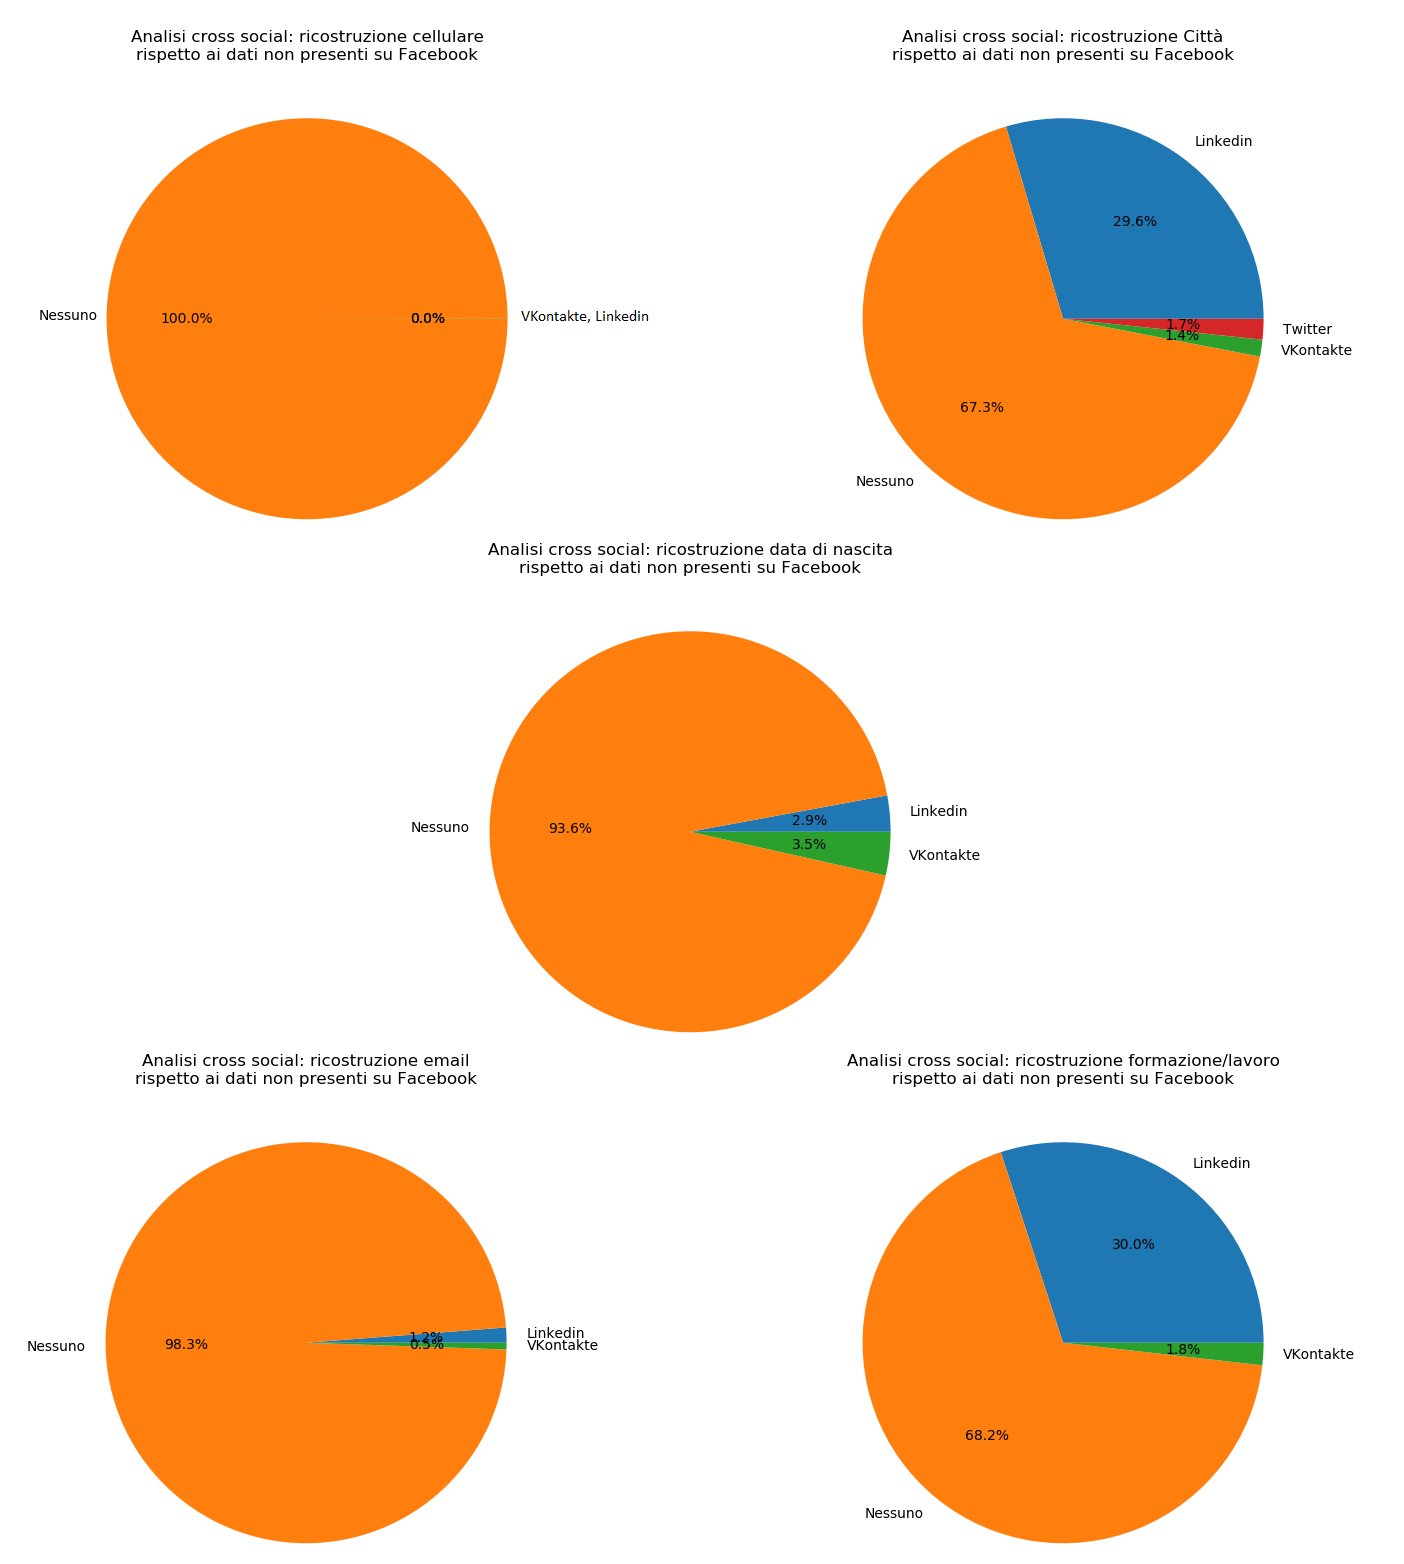 Analisi cross social: ricostruzione cellulare
rispetto ai dati non presenti su Facebook
Nessuno
100.0%
0.0%
VKontakte, Linkedin
Analisi cross social: ricostruzione Città
rispetto ai dati non presenti su Facebook
Linkedin
29.6%
1.7%
Twitter
1.4%
VKontakte
67.3%
Nessuno
Analisi cross social: ricostruzione data di nascita
rispetto ai dati non presenti su Facebook
Linkedin
2.9%
Nessuno
93.6%
3.5%
VKontakte
Analisi cross social: ricostruzione email
rispetto ai dati non presenti su Facebook
1.2%
Linkedin
Nessuno
98.3%
0.5%
VKontakte
Analisi cross social: ricostruzione formazione/lavoro
rispetto ai dati non presenti su Facebook
Linkedin
30.0%
1.8%
VKontakte
68.2%
Nessuno